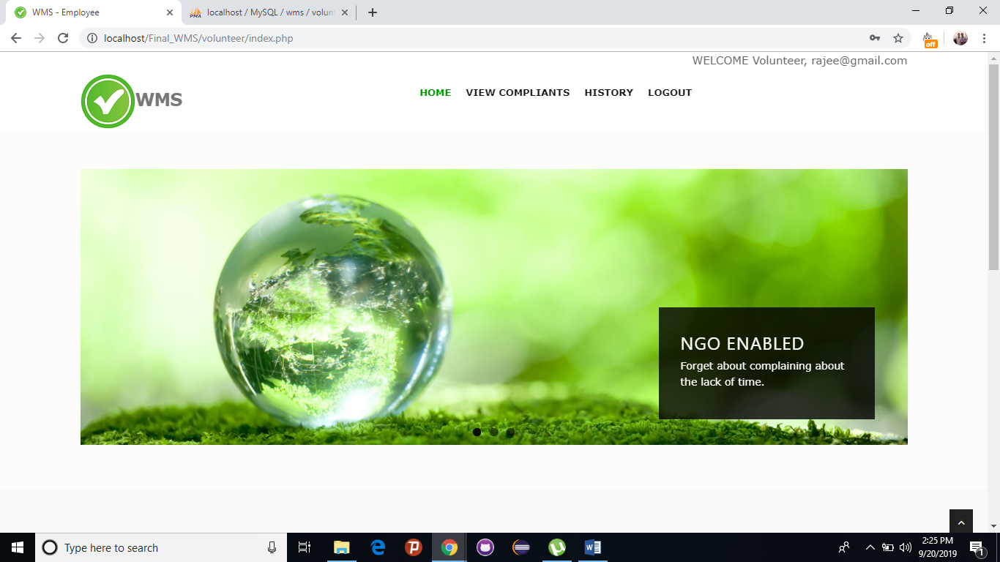 WMS - Employee
localhost / MySQL / wms / volunt
localhost/Final_WMS/volunteer/index.php
off
WELCOME Volunteer, rajee@gmail.com
WMS
HOME VIEW COMPLIANTS HISTORY LOGOUT
NGO ENABLED
Forget about complaining about
the lack of time.
Type here to search
2:25 PM
9/20/2019
1